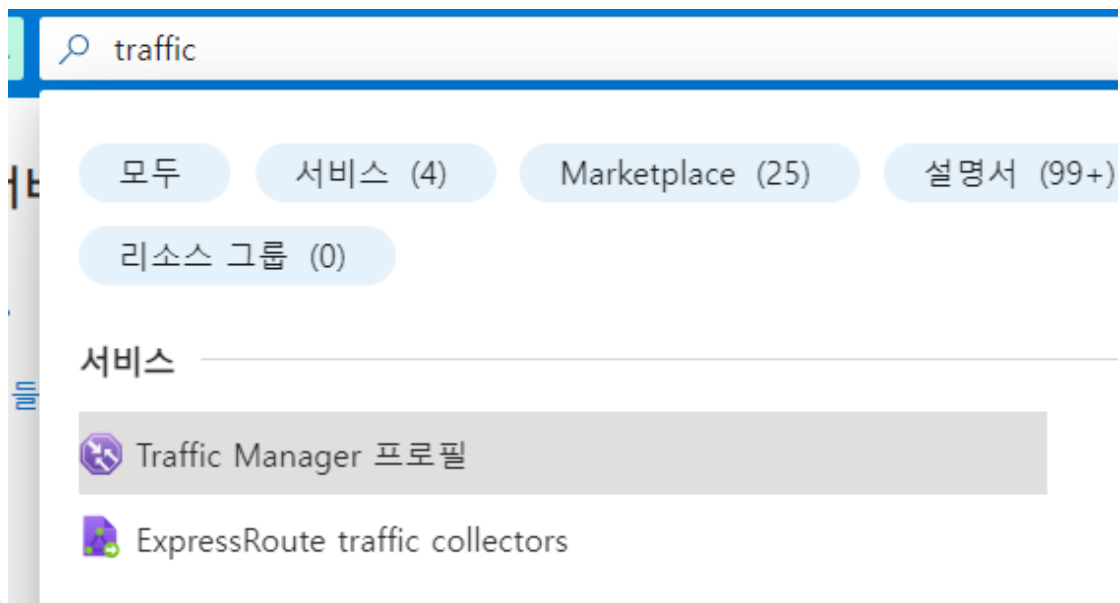 traffic
모두 서비스 (4) Marketplace (25) 설명서 (99+)
리소스 그룹 (0)
서비스
들
Traffic Manager 프로필
ExpressRoute traffic collectors